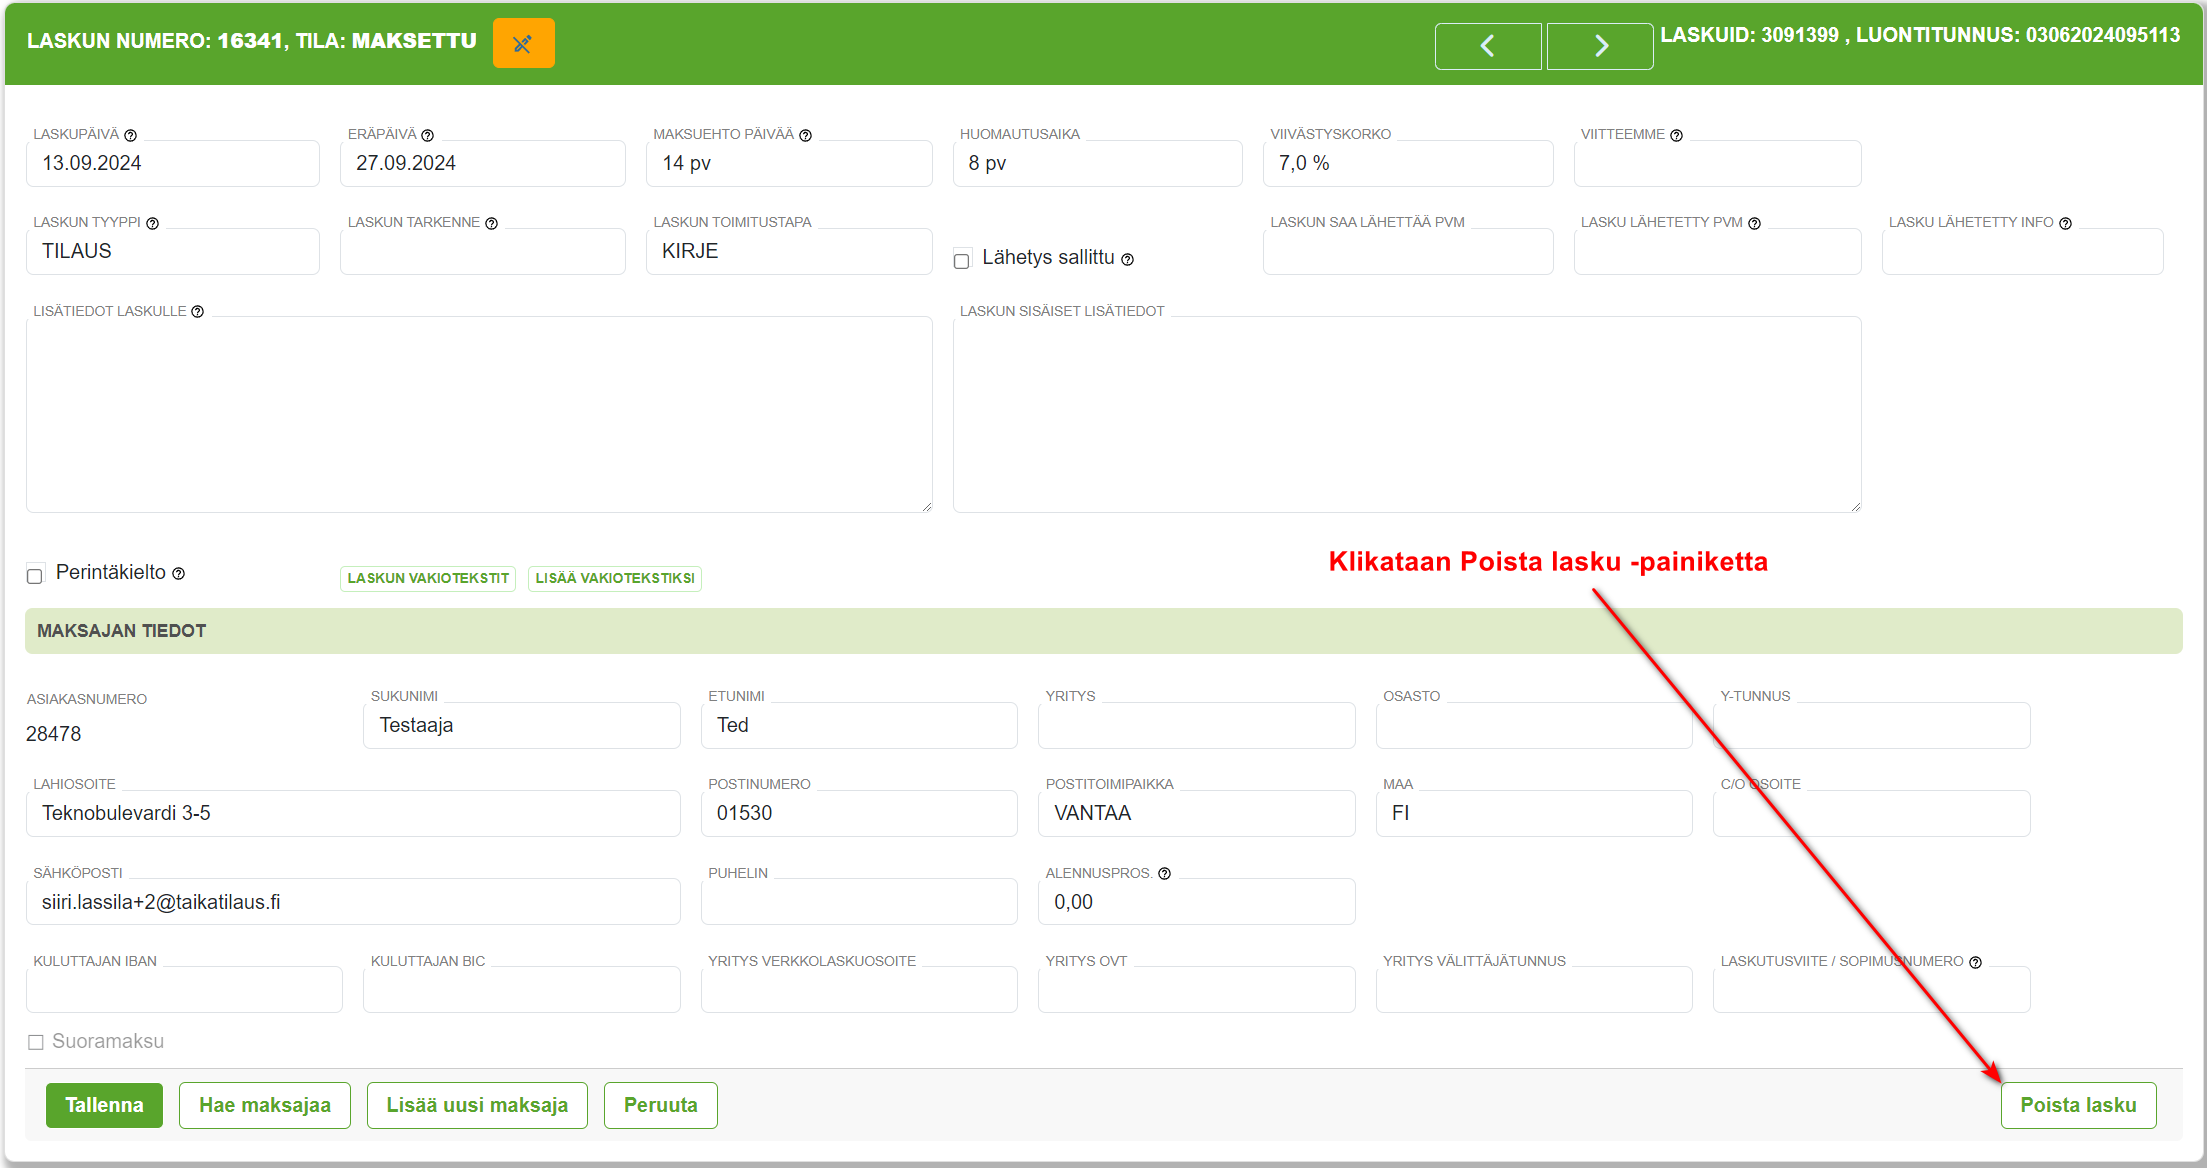 LASKUN NUMERO: 16341, TILA: MAKSETTU
LASKUID: 3091399 , LUONTITUNNUS: 03062024095113
LASKUPÄIVÄ ERÄPÄIVÄ MAKSUEHTO PÄIVÄÄ HUOMAUTUSAIKA VIIVÄSTYSKORKO VIITTEEMME
13.09.2024 27.09.2024 14 pv 8 pv 7,0 %
LASKUN TYYPPI LASKUN TARKENNE LASKUN TOIMITUSTAPA LASKUN SAA LÄHETTÄÄ PVM LASKU LÄHETETTY PVM LASKU LÄHETETTY INFO
TILAUS KIRJE Lähetys sallittu
LISÄTIEDOT LASKULLE LASKUN SISÄISET LISÄTIEDOT
Klikataan Poista lasku -painiketta
Perintäkielto LASKUN VAKIOTEKSTIT LISÄÄ VAKIOTEKSTIKSI
MAKSAJAN TIEDOT
ASIAKASNUMERO SUKUNIMI ETUNIMI YRITYS OSASTO Y-TUNNUS
28478 Testaaja Ted
LAHIOSOITE POSTINUMERO POSTITOIMIPAIKKA MAA C/O OSOITE
Teknobulevardi 3-5 01530 VANTAA FI
SÄHKÖPOSTI PUHELIN ALENNUSPROS.
siiri.lassila+2@taikatilaus.fi 0,00
KULUTTAJAN IBAN KULUTTAJAN BIC YRITYS VERKKOLASKUOSOITE YRITYS OVT YRITYS VÄLITTÄJÄTUNNUS LASKUTUSVIITE / SOPIMUSNUMERO
Suoramaksu
Tallenna Hae maksajaa Lisää uusi maksaja Peruuta Poista lasku